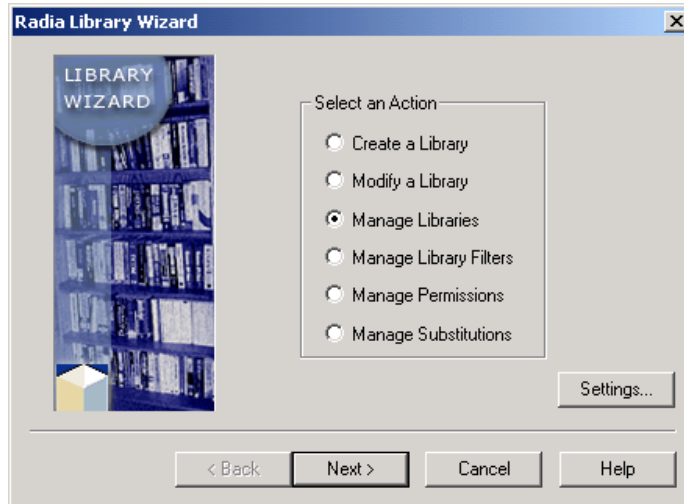 Radia Library Wizard
LIBRARY
WIZARD
Select an Action
Create a Library
Modify a Library
Manage Libraries
Manage Library Filters
Manage Permissions
Manage Substitutions
Settings...
< Back
Next >
Cancel
Help